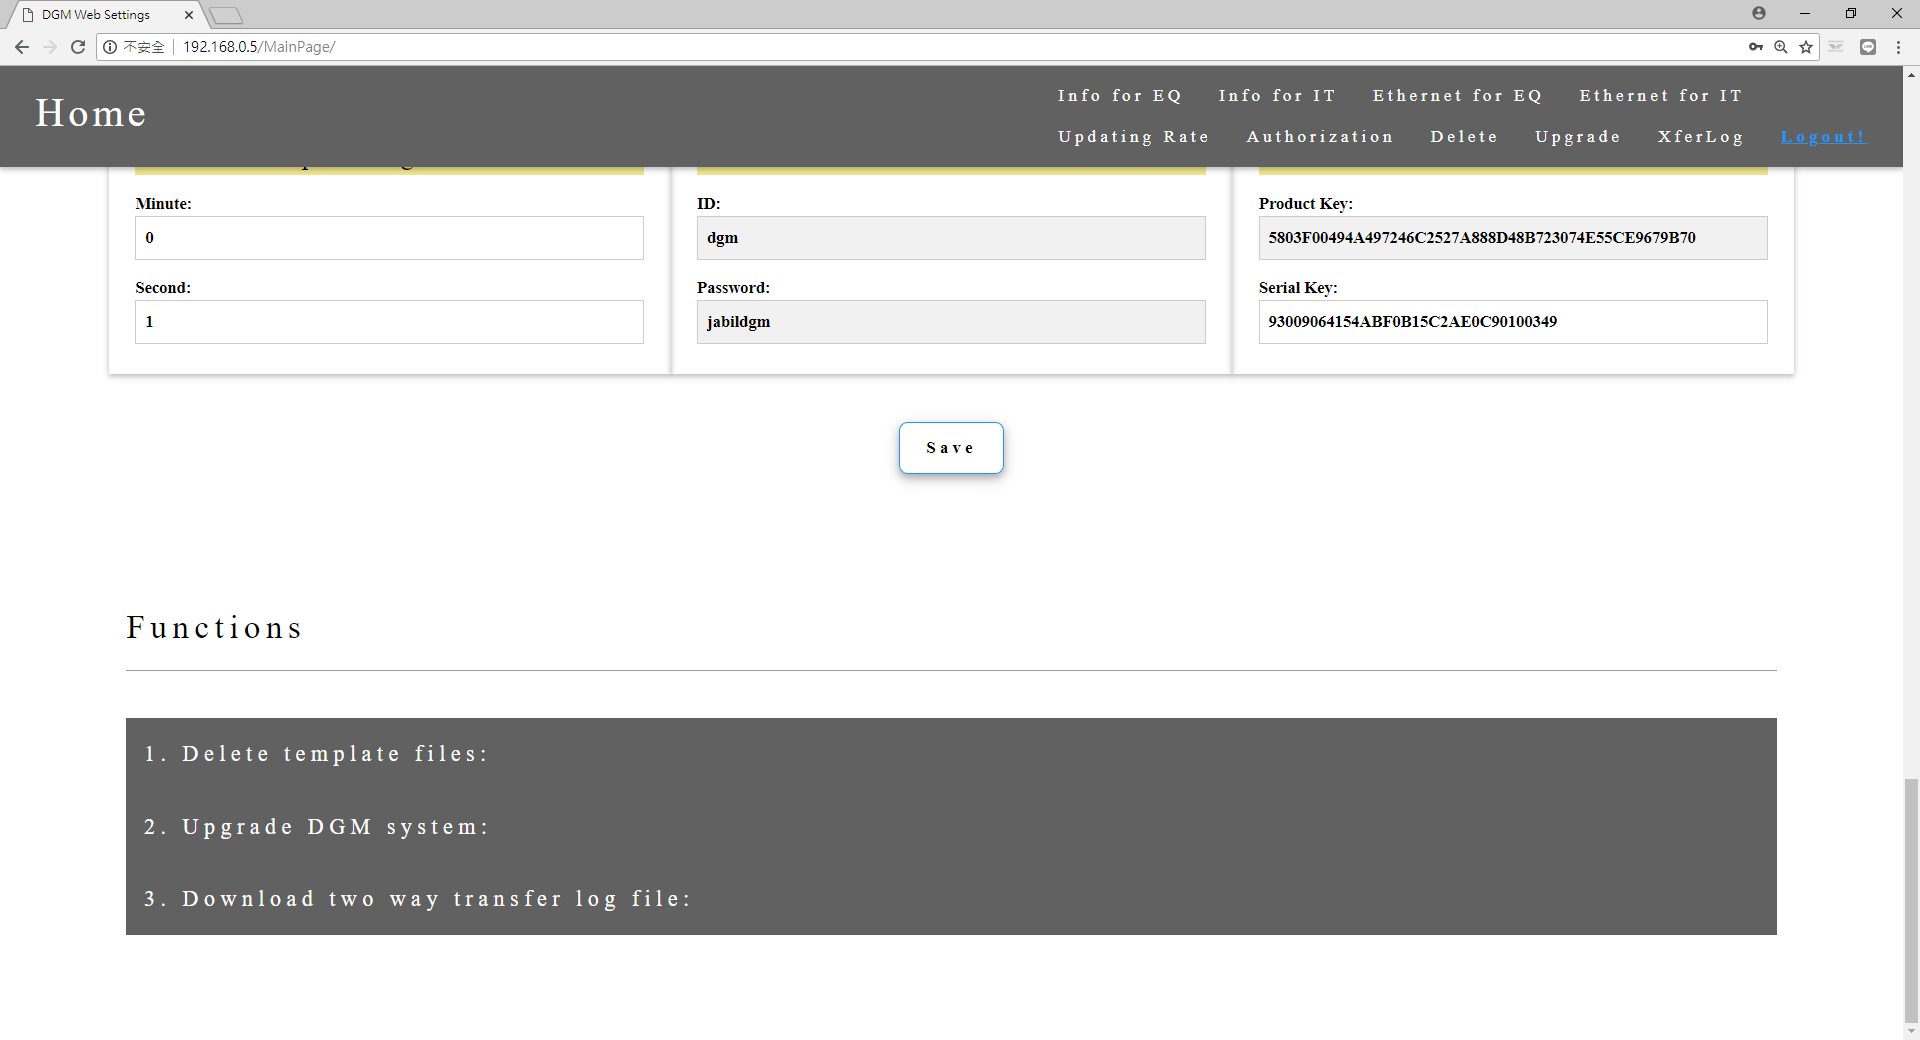 DGM Web Settings
不安全 192.168.0.5/MainPage/
Home
Info for EQ Info for IT Ethernet for EQ Ethernet for IT
Updating Rate Authorization Delete Upgrade XferLog Logout!
Minute: ID: Product Key:
0 dgm 5803F00494A497246C2527A888D48B723074E55CE9679B70
Second: Password: Serial Key:
1 jabildgm 93009064154ABF0B15C2AE0C90100349
Save
Functions
1. Delete template files:
2. Upgrade DGM system:
3. Download two way transfer log file: